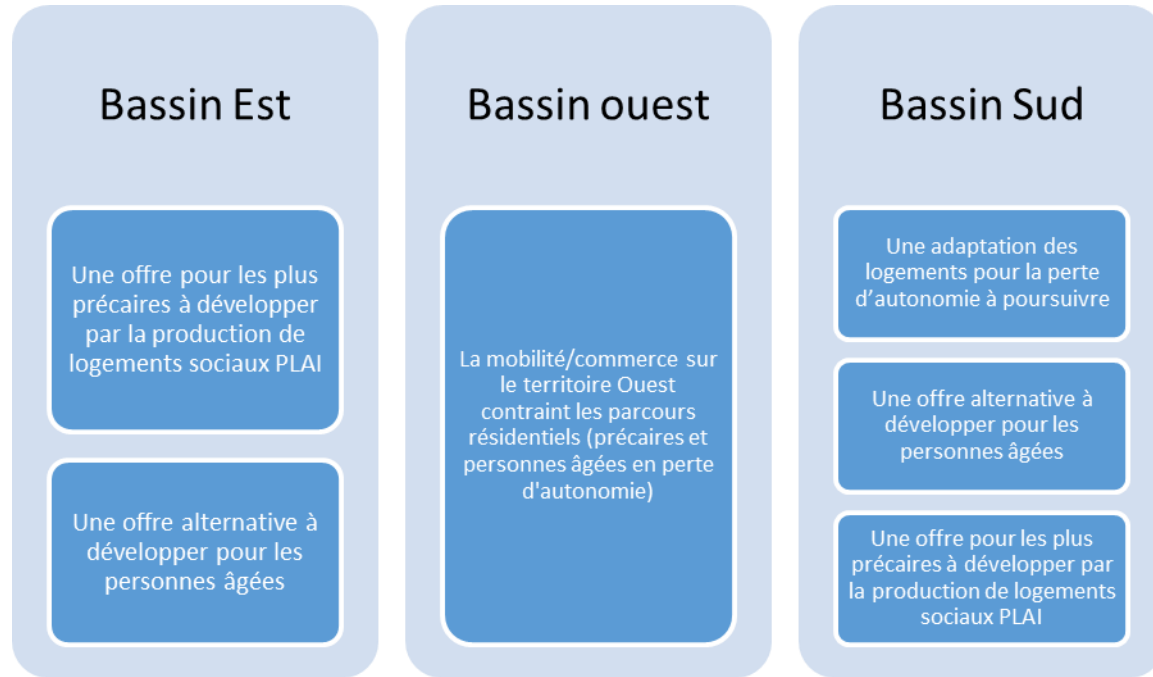 Bassin Est
Une offre pour les plus
précaires à développer
par la production de
logements sociaux PLAI
Une offre alternative à
développer pour les
personnes âgées
Bassin ouest
La mobilité/commerce sur
le territoire Ouest
contraint les parcours
résidentiels (précaires et
personnes âgées en perte
d'autonomie)
Bassin Sud
Une adaptation des
logements pour la perte
d’autonomie à poursuivre
Une offre alternative à
développer pour les
personnes âgées
Une offre pour les plus
précaires à développer par
la production de logements
sociaux PLAI